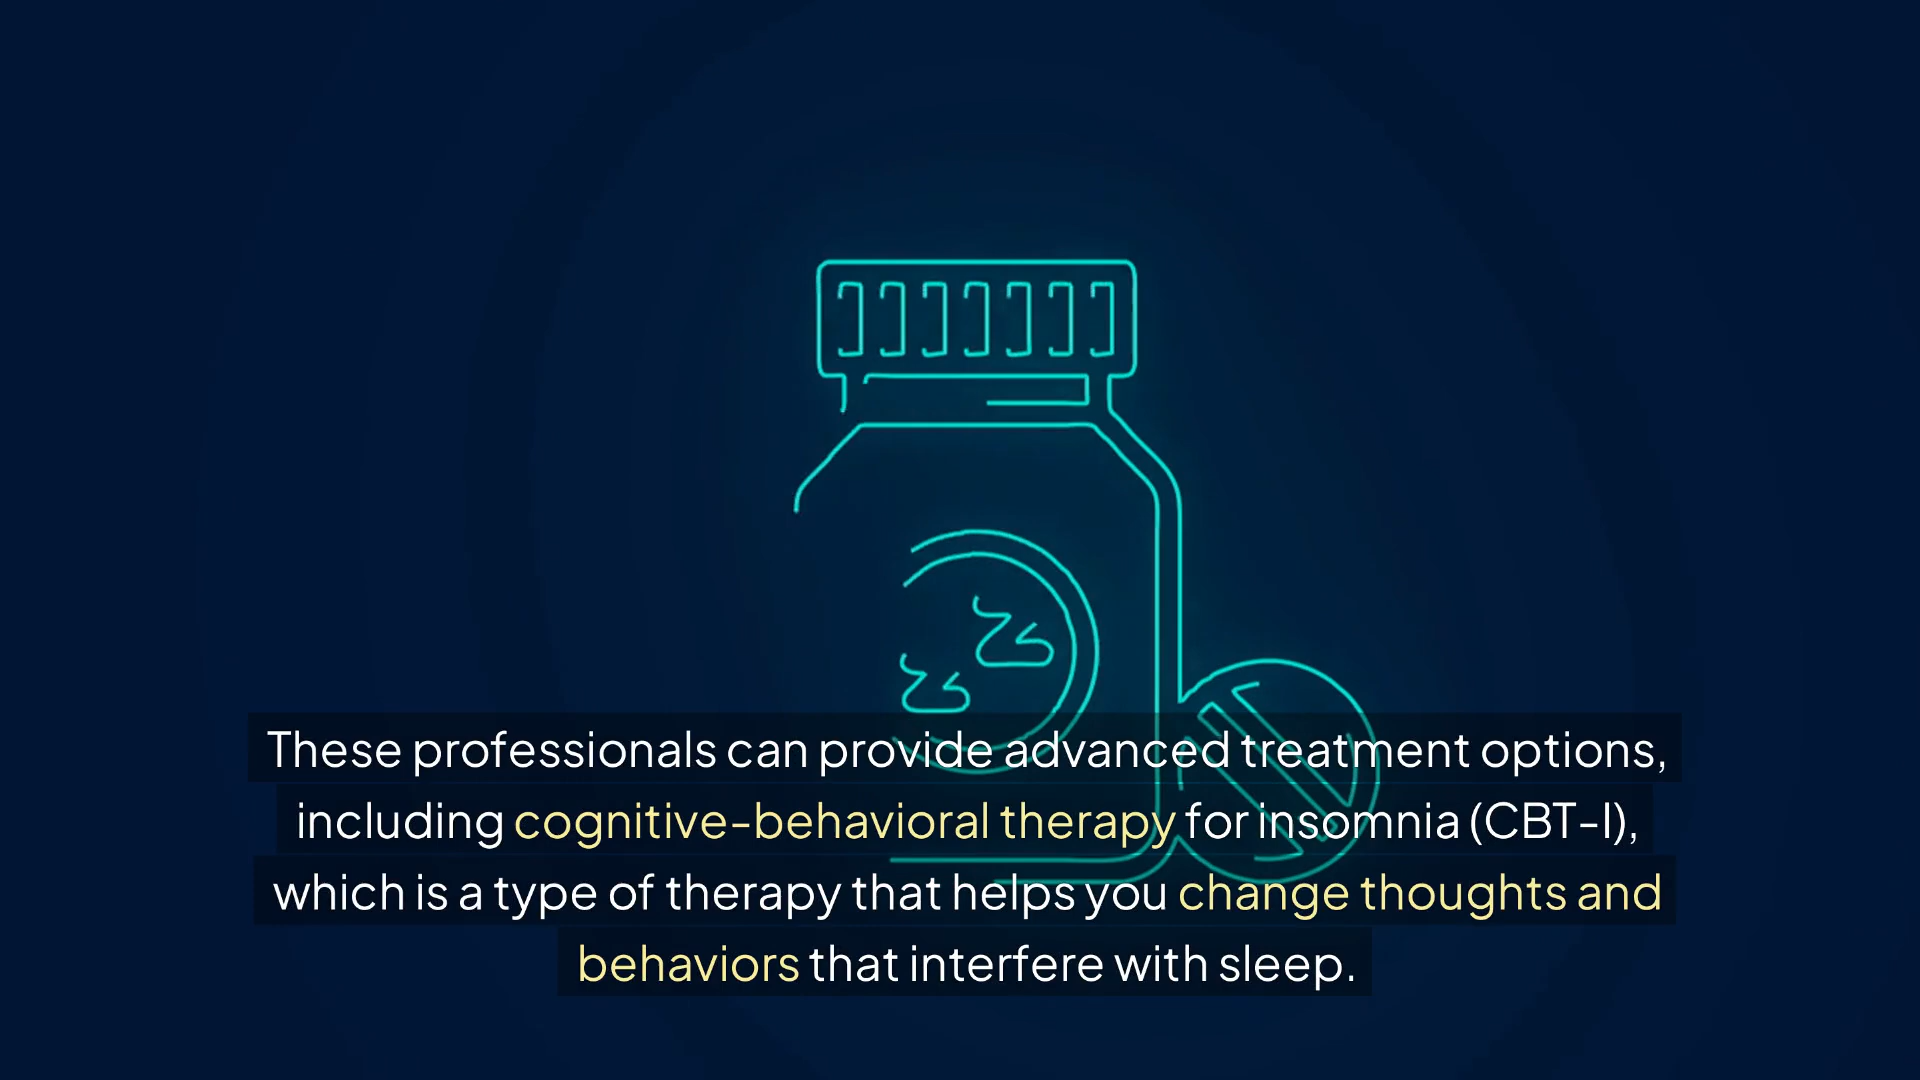 These professionals can provide advanced treatment options,
including cognitive-behavioral therapy for insomnia (CBT-I),
which is a type of therapy that helps you change thoughts and
behaviors that interfere with sleep.